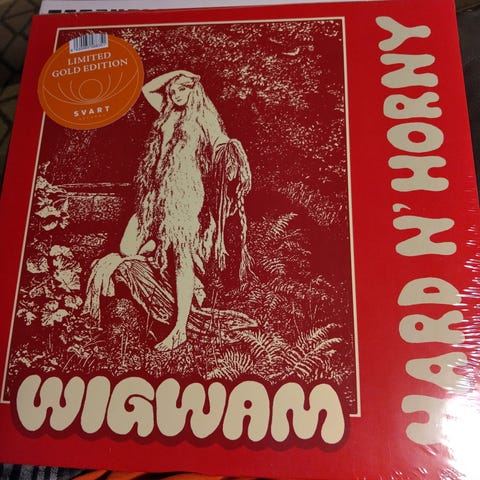 LIMITED
GOLD EDITION
SVART
WIGWAM
HARD N' HORNY